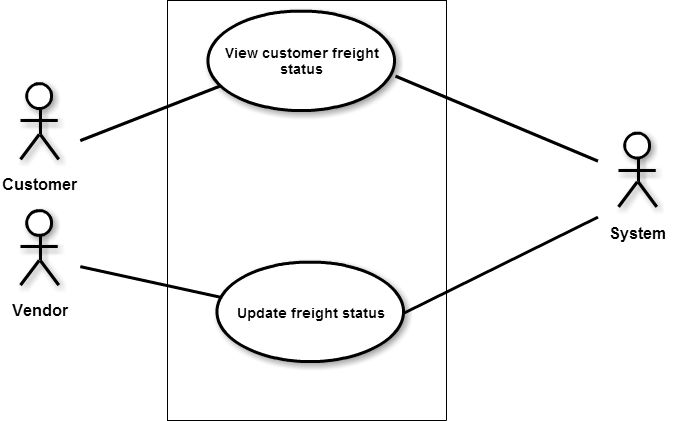 View customer freight
status
Customer
System
Vendor
Update freight status